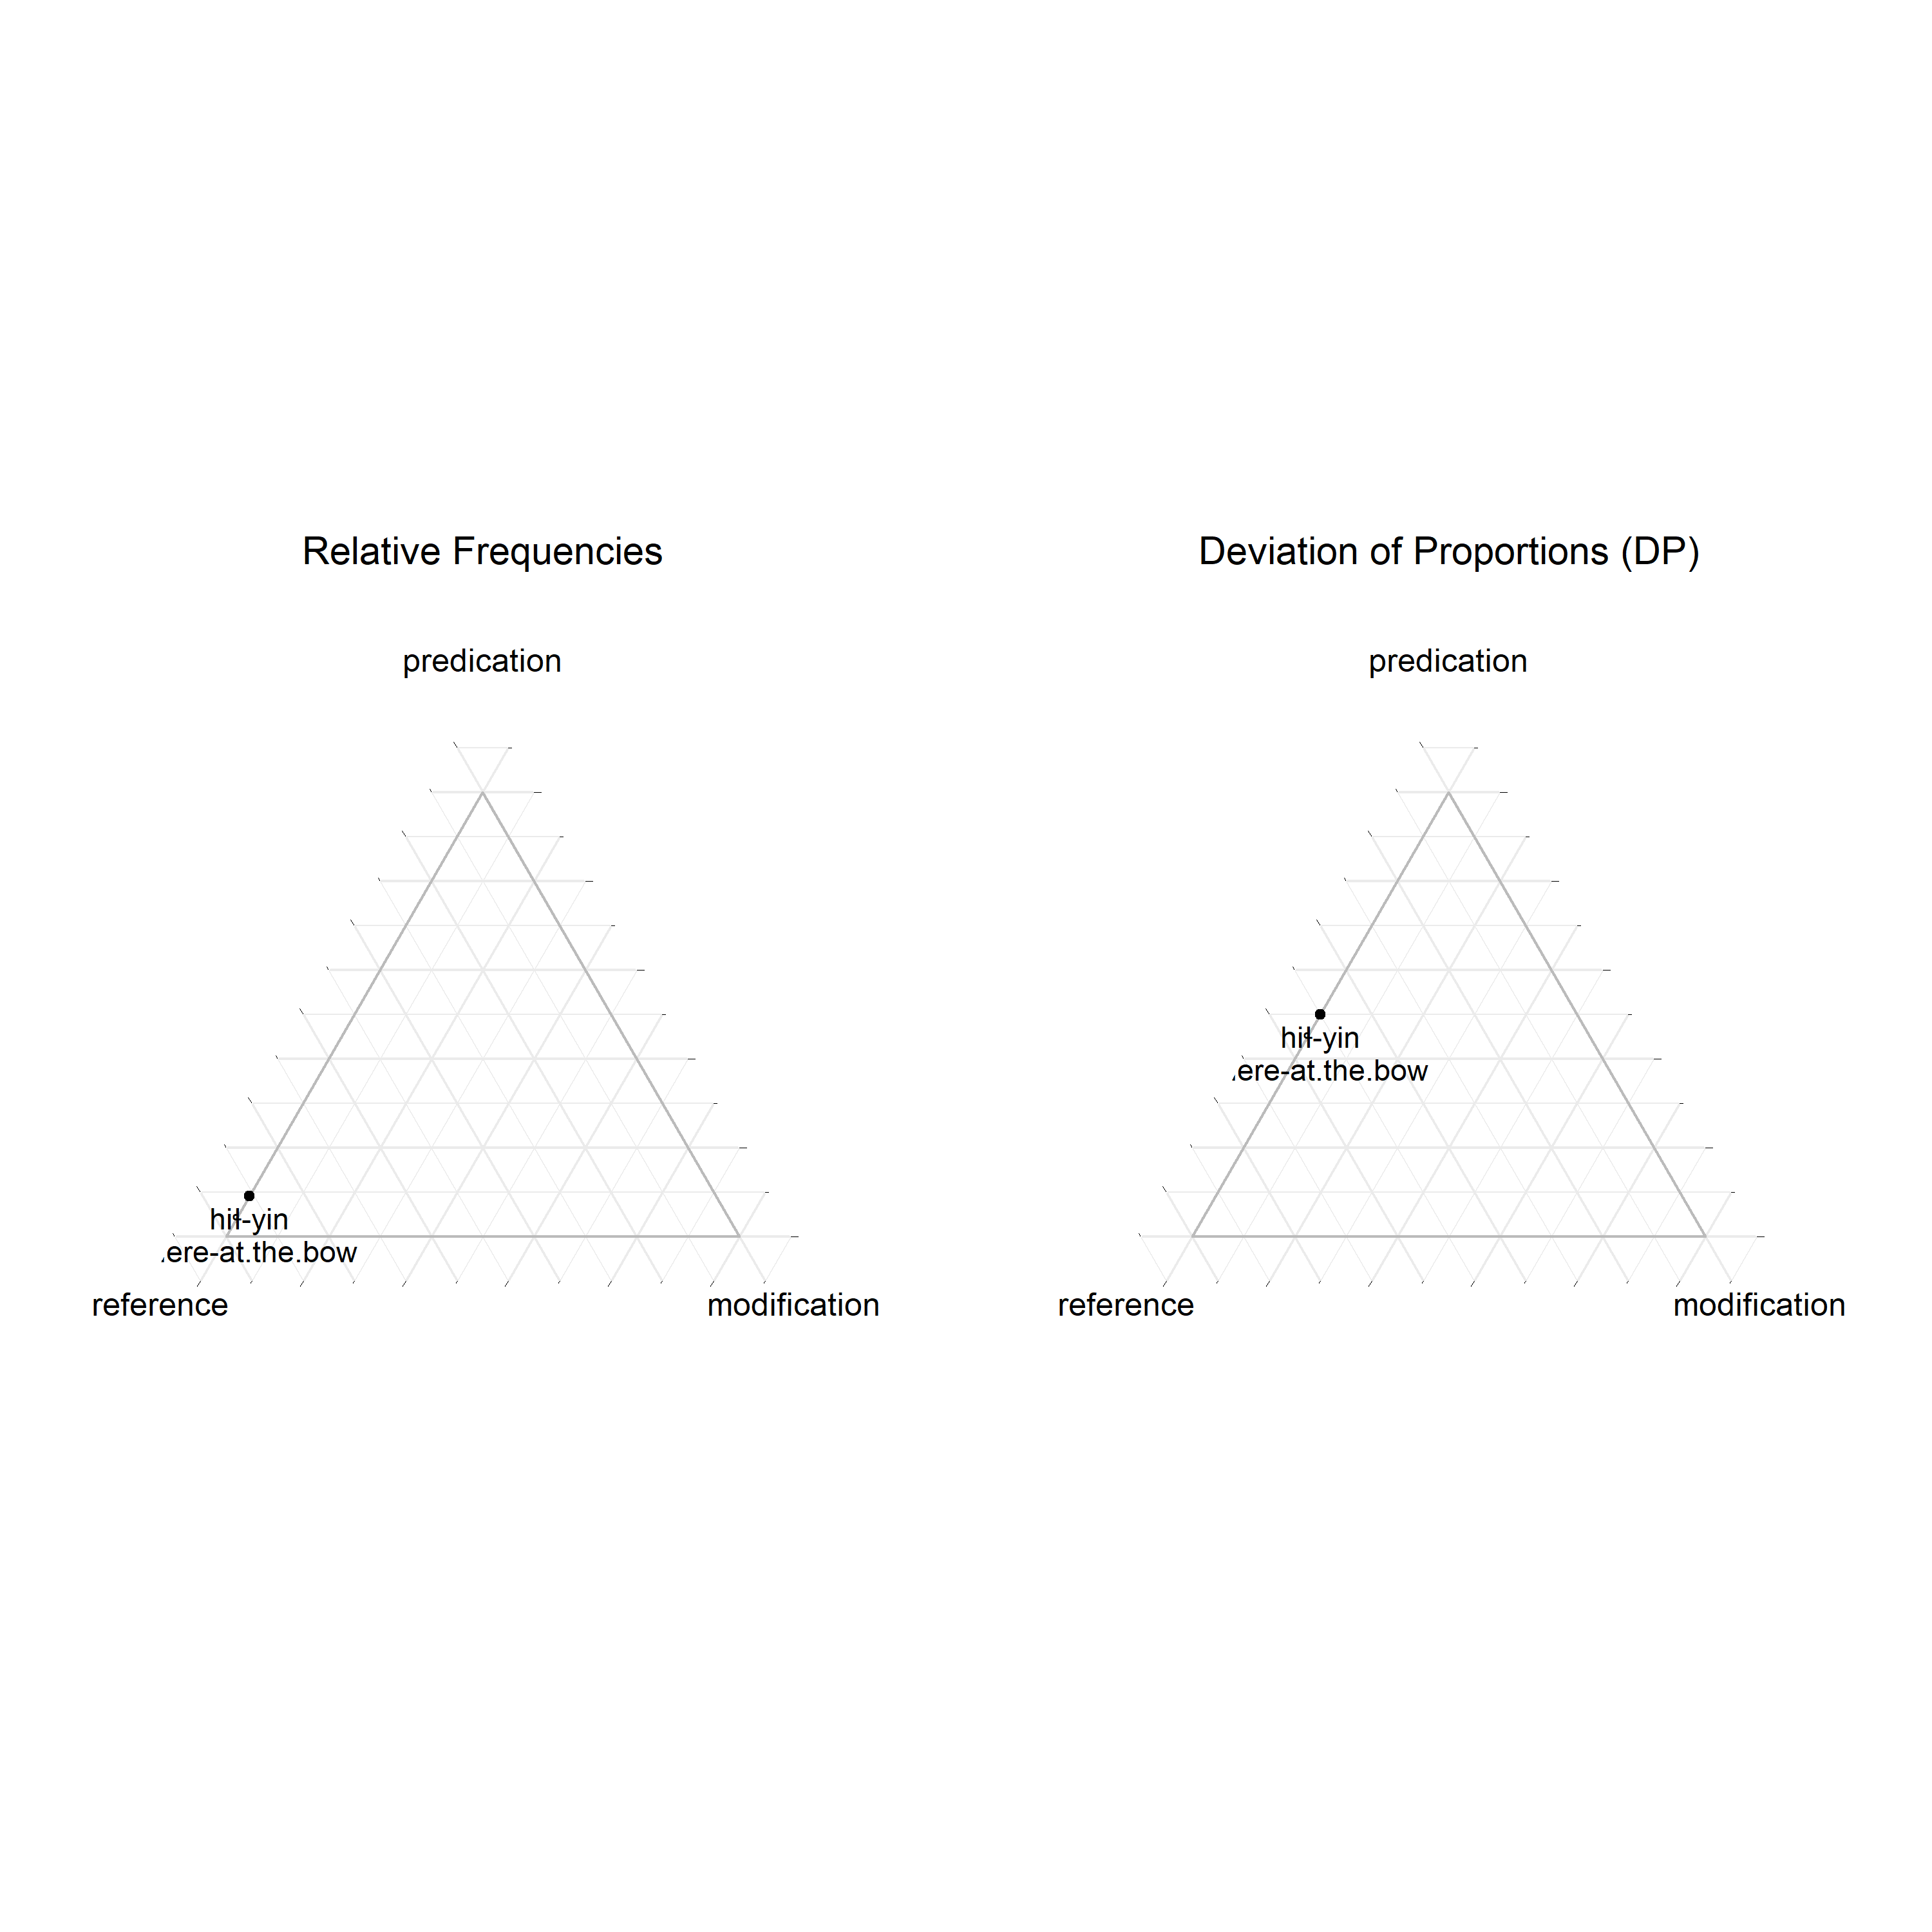 Relative Frequencies
predication
hiɬ-yin
ere-at.the.bow
reference
modification
Deviation of Proportions (DP)
predication
hiɬ-yin
ere-at.the.bow
reference
modification